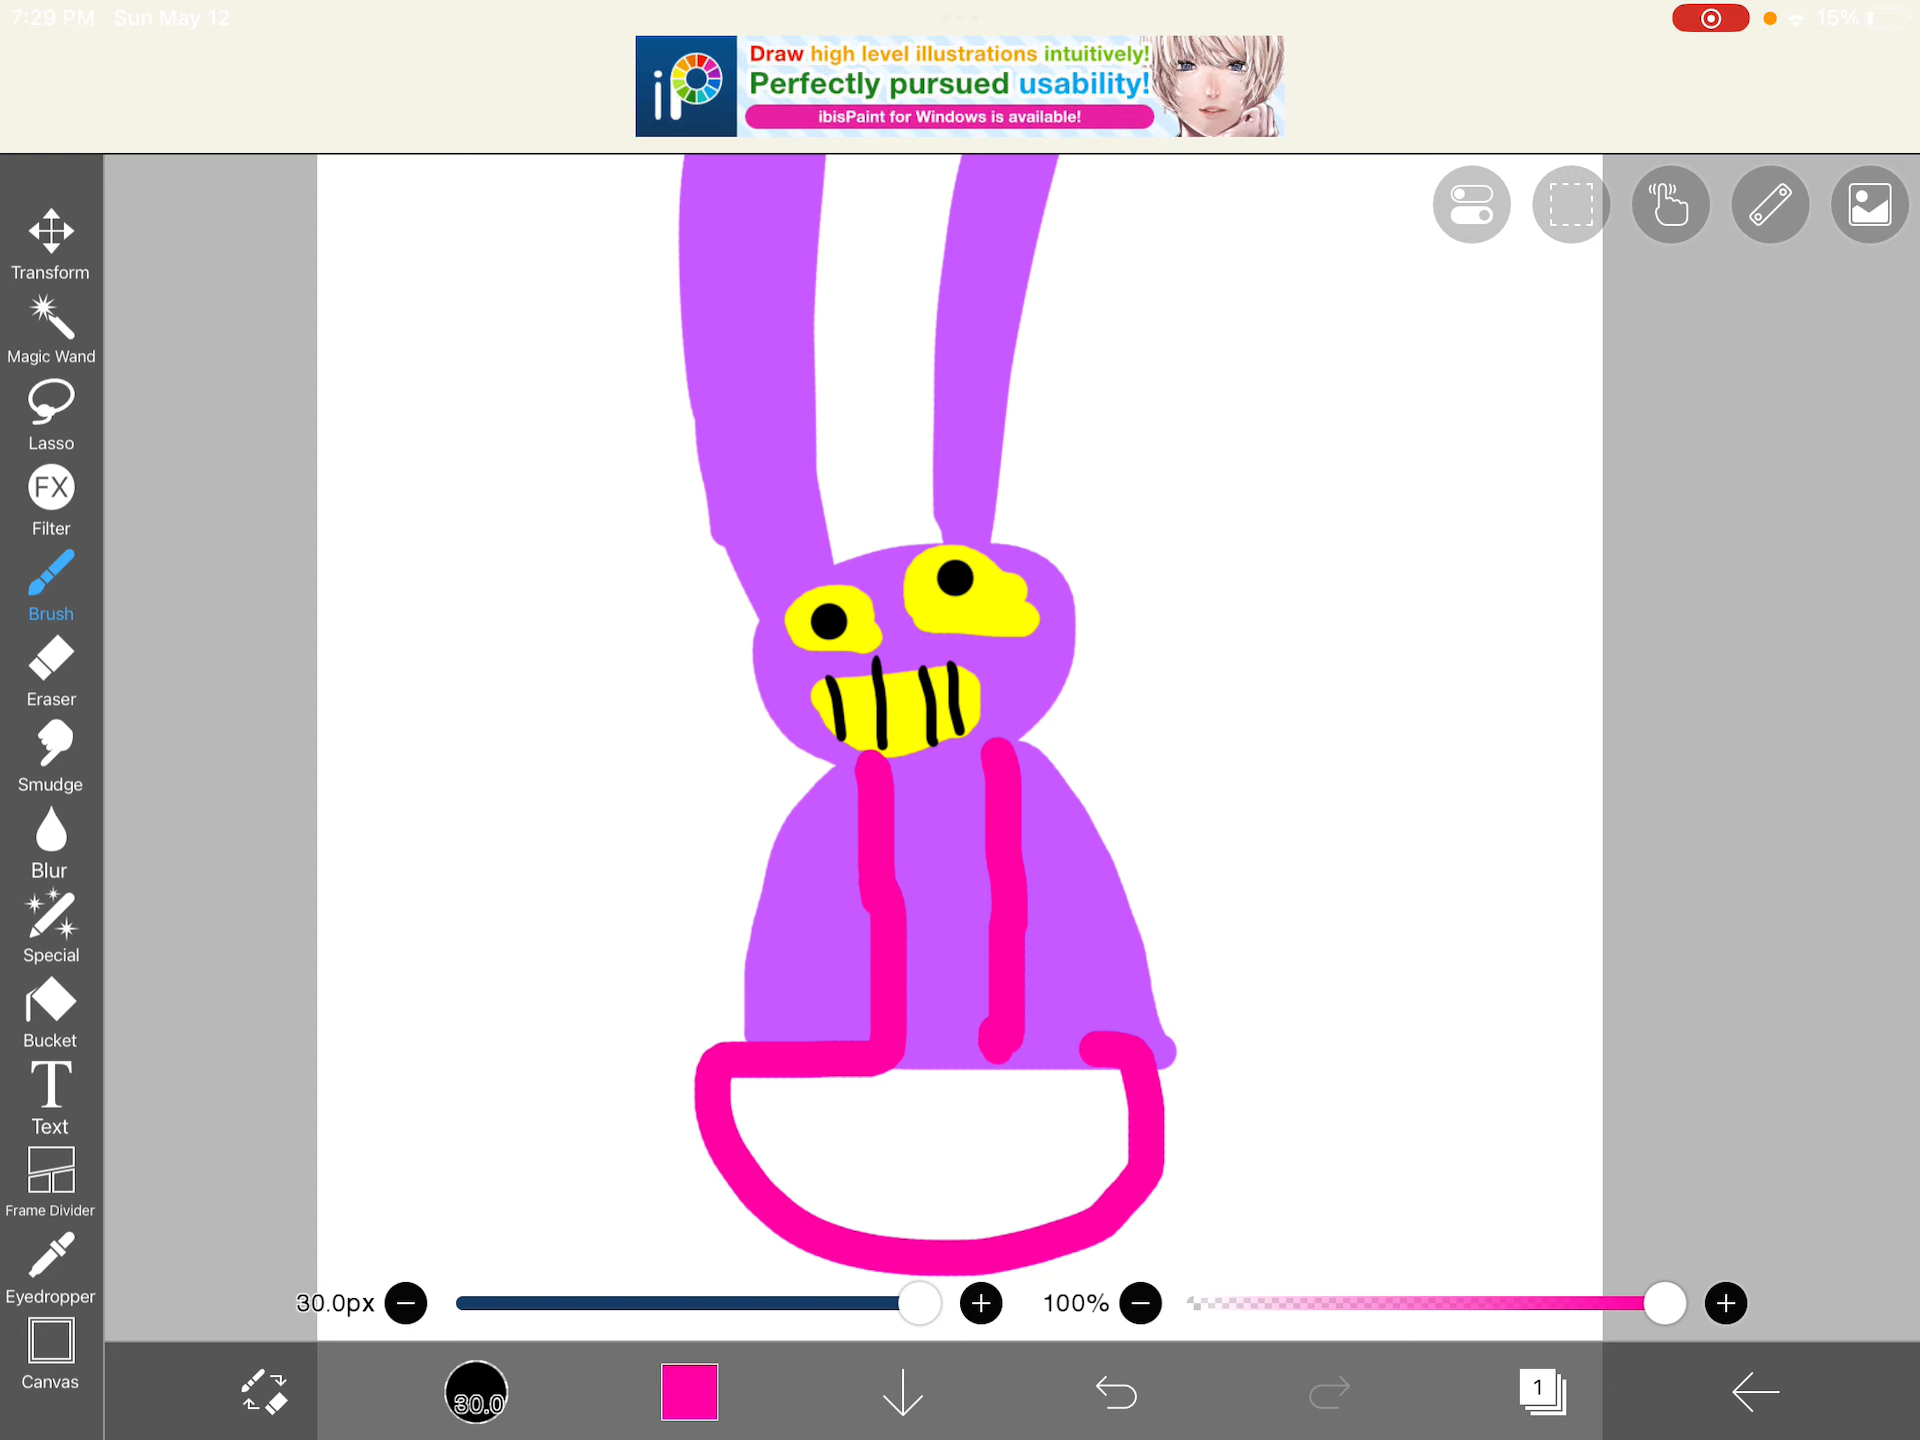 7:29 PM Sun May 12
15%
iP
Draw high level illustrations intuitively!
Perfectly pursued usability!
ibisPaint for Windows is available!
Transform
Magic Wand
Lasso
FX
Filter
Brush
Eraser
Smudge
Blur
Special
Bucket
T
Text
Frame Divider
Eyedropper
Canvas
30.0px
100%
30.0
1